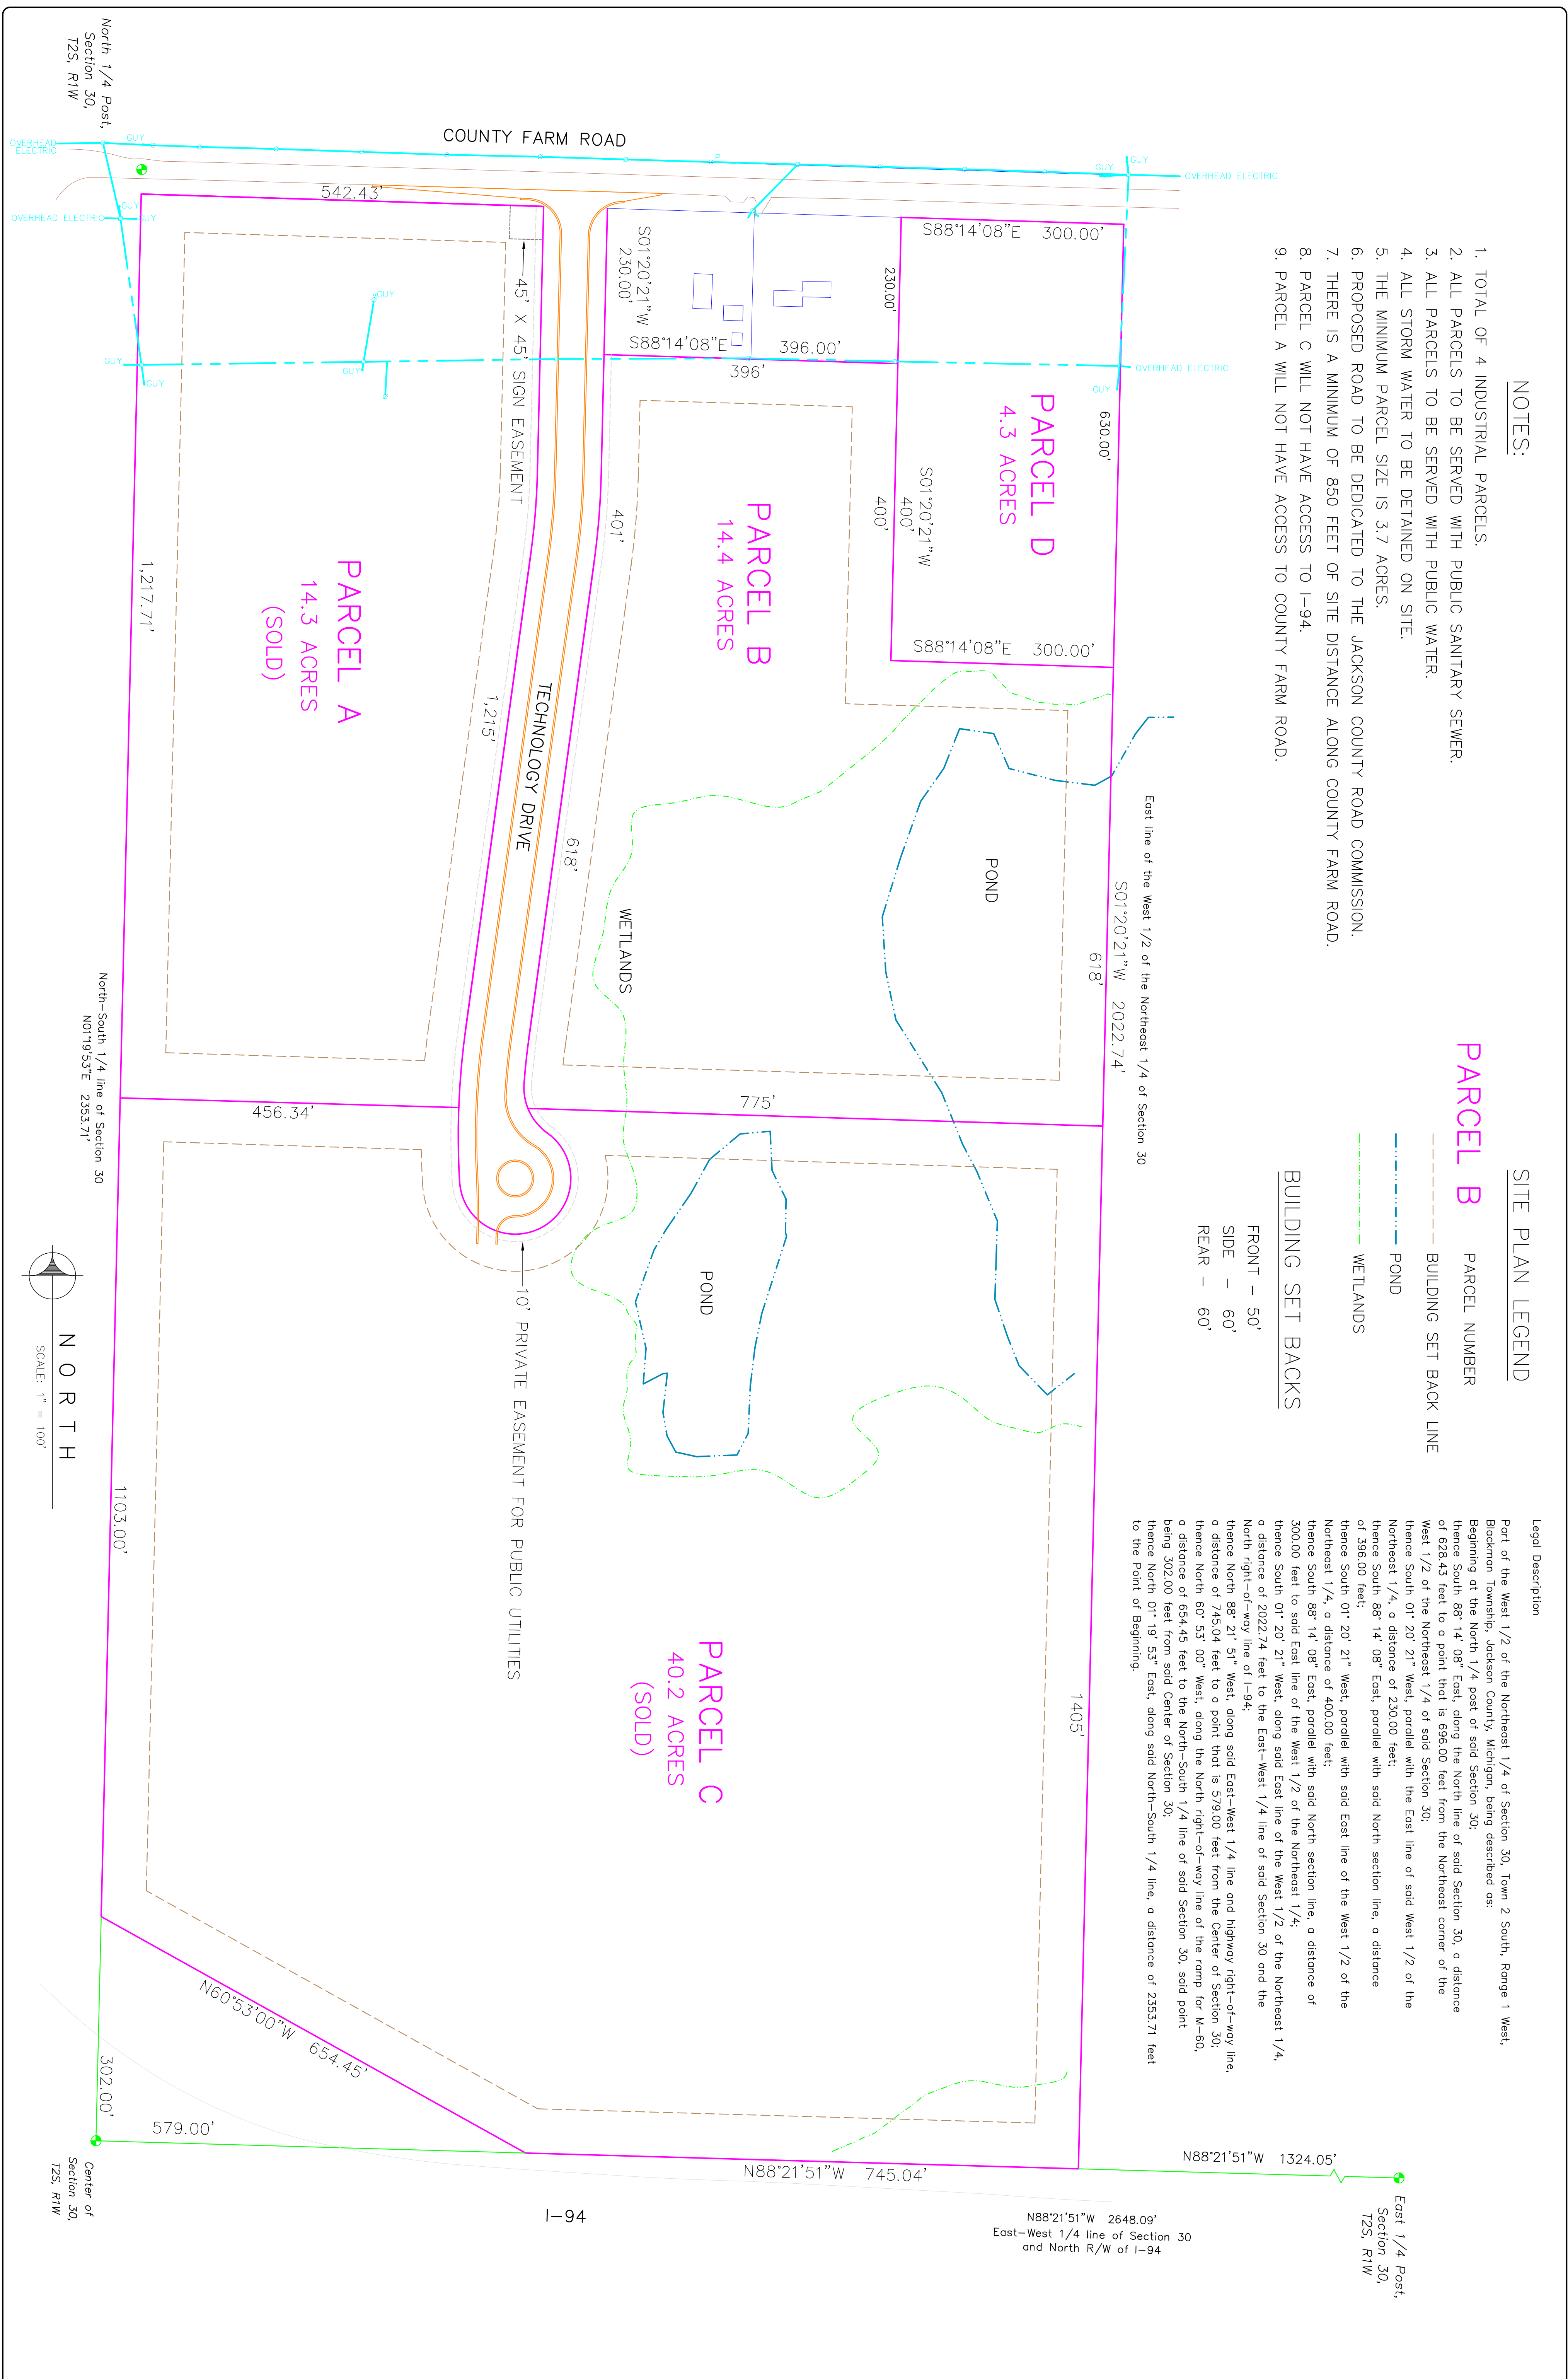 NOTES:
1. TOTAL OF 4 INDUSTRIAL PARCELS.
2. ALL PARCELS TO BE SERVED WITH PUBLIC SANITARY SEWER.
3. ALL PARCELS TO BE SERVED WITH PUBLIC WATER.
4. ALL STORM WATER TO BE DETAINED ON SITE.
5. THE MINIMUM PARCEL SIZE IS 3.7 ACRES.
6. PROPOSED ROAD TO BE DEDICATED TO THE JACKSON COUNTY ROAD COMMISSION.
7. THERE IS A MINIMUM OF 850 FEET OF SITE DISTANCE ALONG COUNTY FARM ROAD.
8. PARCEL C WILL NOT HAVE ACCESS TO I-94.
9. PARCEL A WILL NOT HAVE ACCESS TO COUNTY FARM ROAD.
SITE PLAN LEGEND
PARCEL B PARCEL NUMBER
BUILDING SET BACK LINE
POND
WETLANDS
BUILDING SET BACKS
FRONT - 50'
SIDE - 60'
REAR - 60'
Legal Description
Part of the West 1/2 of the Northeast 1/4 of Section 30, Town 2 South, Range 1 West,
Blackman Township, Jackson County, Michigan, being described as:
Beginning at the North 1/4 post of said Section 30;
thence South 88° 14' 08" East, along the North line of said Section 30, a distance
of 628.43 feet to a point that is 696.00 feet from the Northeast corner of the
West 1/2 of the Northeast 1/4 of said Section 30;
thence South 01° 20' 21" West, parallel with the East line of said West 1/2 of the
Northeast 1/4, a distance of 230.00 feet;
thence South 88° 14' 08" East, parallel with said North section line, a distance
of 396.00 feet;
thence South 01° 20' 21" West, parallel with said East line of the West 1/2 of the
Northeast 1/4, a distance of 400.00 feet;
thence South 88° 14' 08" East, parallel with said North section line, a distance of
300.00 feet to said East line of the West 1/2 of the Northeast 1/4;
thence South 01° 20' 21" West, along said East line of the West 1/2 of the Northeast 1/4,
a distance of 2022.74 feet to the East-West 1/4 line of said Section 30 and the
North right-of-way line of I-94;
thence North 88° 21' 51" West, along said East-West 1/4 line and highway right-of-way line,
a distance of 745.04 feet to a point that is 579.00 feet from the Center of Section 30;
thence North 60° 53' 00" West, along the North right-of-way line of the ramp for M-60,
a distance of 654.45 feet to the North-South 1/4 line of said Section 30, said point
being 302.00 feet from said Center of Section 30;
thence North 01° 19' 53" East, along said North-South 1/4 line, a distance of 2353.71 feet
to the Point of Beginning.
North 1/4 Post,
Section 30,
T2S, R1W
OVERHEAD
ELECTRIC
GUY
COUNTY FARM ROAD
P
GUY
GUY
OVERHEAD ELECTRIC
OVERHEAD ELECTRIC
GUY
GUY
542.43'
S88°14'08"E 300.00'
S01°20'21"W
230.00'
230.00'
45' X 45' SIGN EASEMENT
GUY
GUY
GUY
GUY
S88°14'08"E 396.00'
396'
OVERHEAD ELECTRIC
GUY
630.00'
PARCEL D
4.3 ACRES
S01°20'21"W
400'
400'
S88°14'08"E 300.00'
401'
PARCEL B
14.4 ACRES
PARCEL A
14.3 ACRES
(SOLD)
1,217.71'
1,215'
TECHNOLOGY DRIVE
618'
WETLANDS
POND
East line of the West 1/2 of the Northeast 1/4 of Section 30
S01°20'21"W 2022.74'
618'
North-South 1/4 line of Section 30
N01°19'53"E 2353.71'
456.34'
775'
POND
10' PRIVATE EASEMENT FOR PUBLIC UTILITIES
NORTH
SCALE: 1" = 100'
1103.00'
PARCEL C
40.2 ACRES
(SOLD)
1405'
N60°53'00"W 654.45'
302.00'
579.00'
Center of
Section 30,
T2S, R1W
N88°21'51"W 745.04'
N88°21'51"W 1324.05'
East 1/4 Post,
Section 30,
T2S, R1W
I-94
N88°21'51"W 2648.09'
East-West 1/4 line of Section 30
and North R/W of I-94